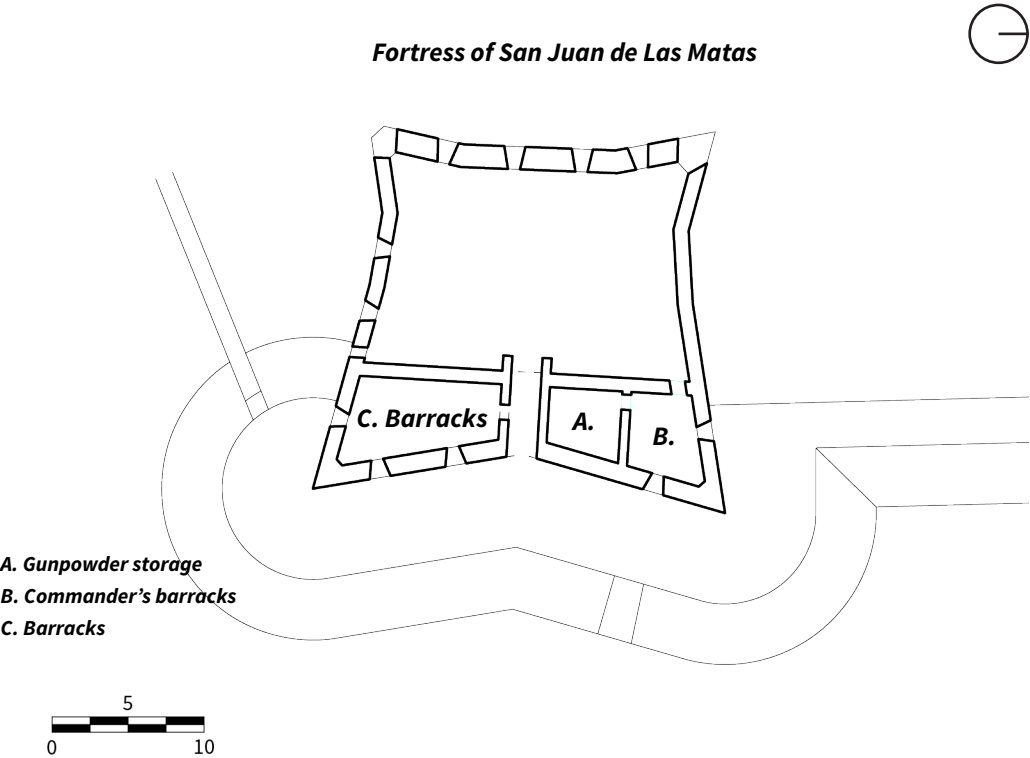 Fortress of San Juan de Las Matas
C. Barracks
A.
B.
A. Gunpowder storage
B. Commander’s barracks
C. Barracks
5
0 10